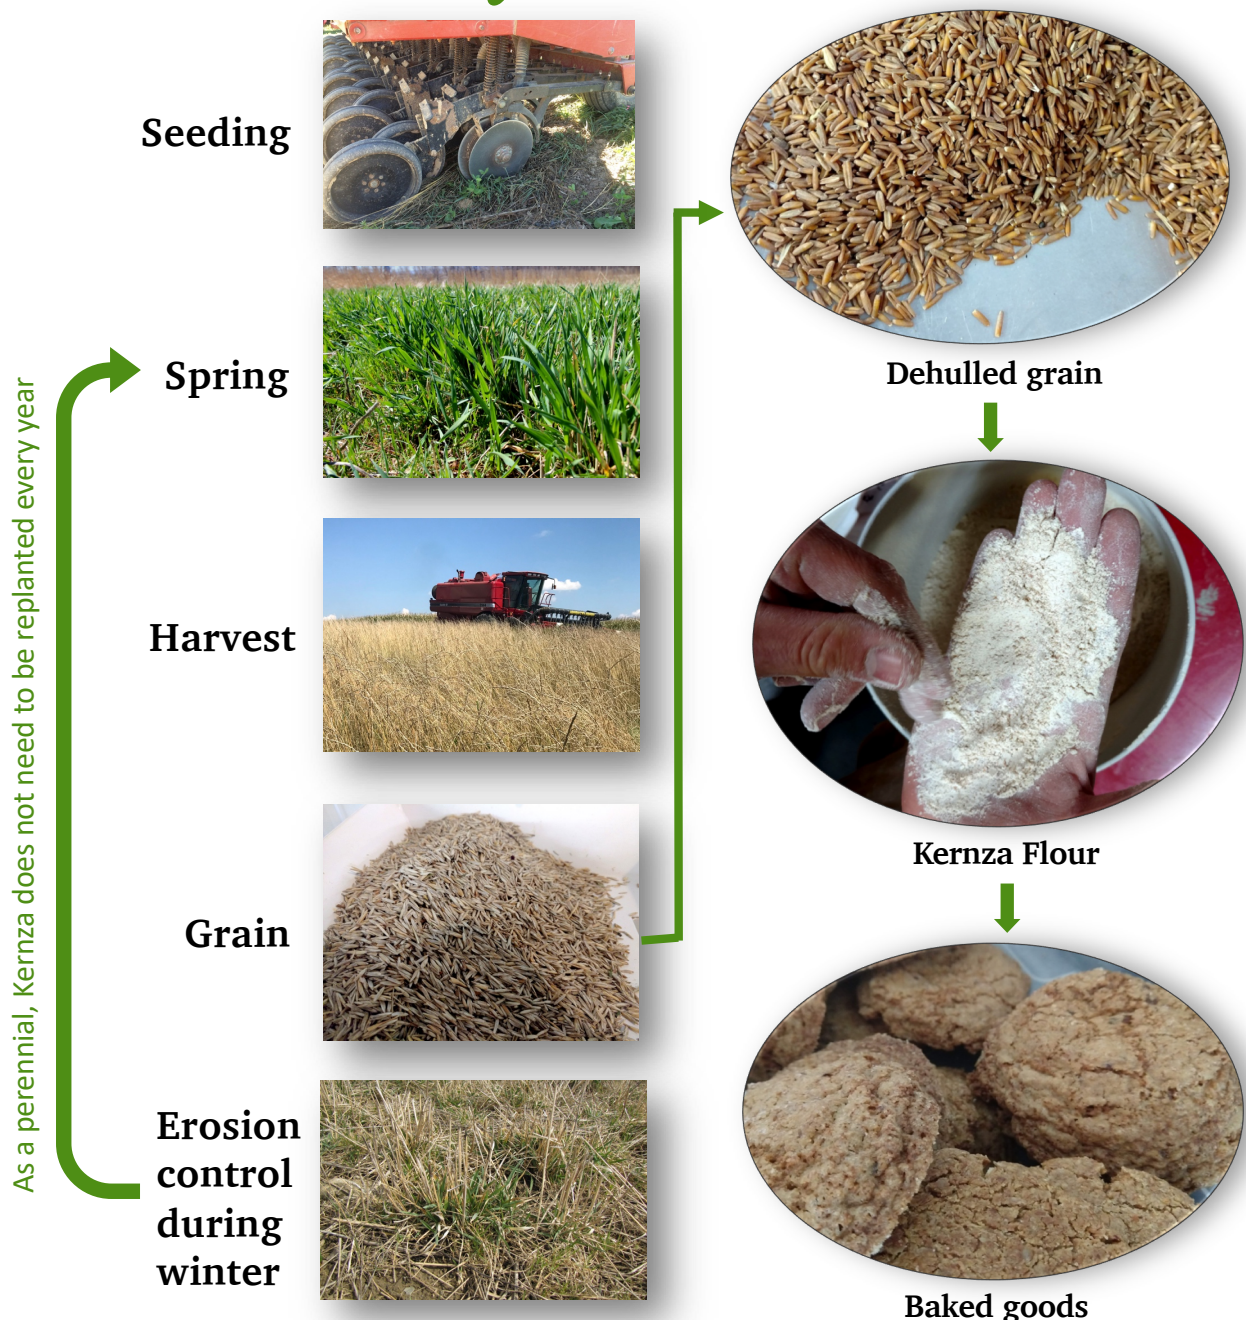 Seeding
Spring
Harvest
Grain
Erosion
control
during
winter
As a perennial, Kernza does not need to be replanted every year
Dehulled grain
Kernza Flour
Baked goods